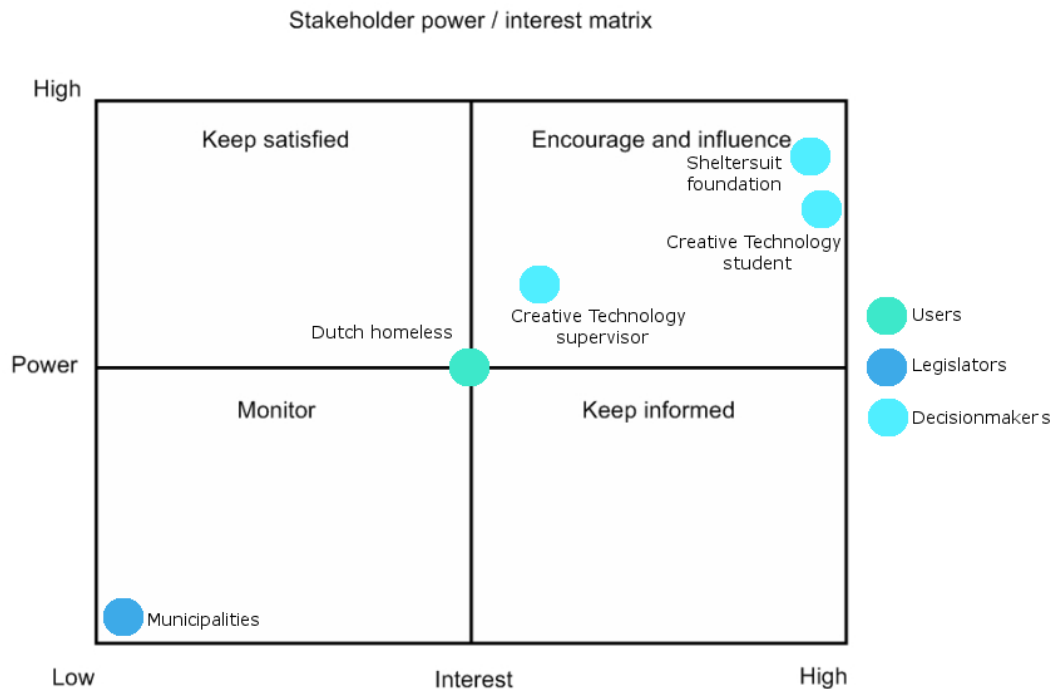 Stakeholder power / interest matrix
High
Keep satisfied
Encourage and influence
Sheltersuit
foundation
Creative Technology
student
Creative Technology
supervisor
Dutch homeless
Users
Power
Legislators
Monitor
Keep informed
Decisionmakers
Municipalities
Low
Interest
High